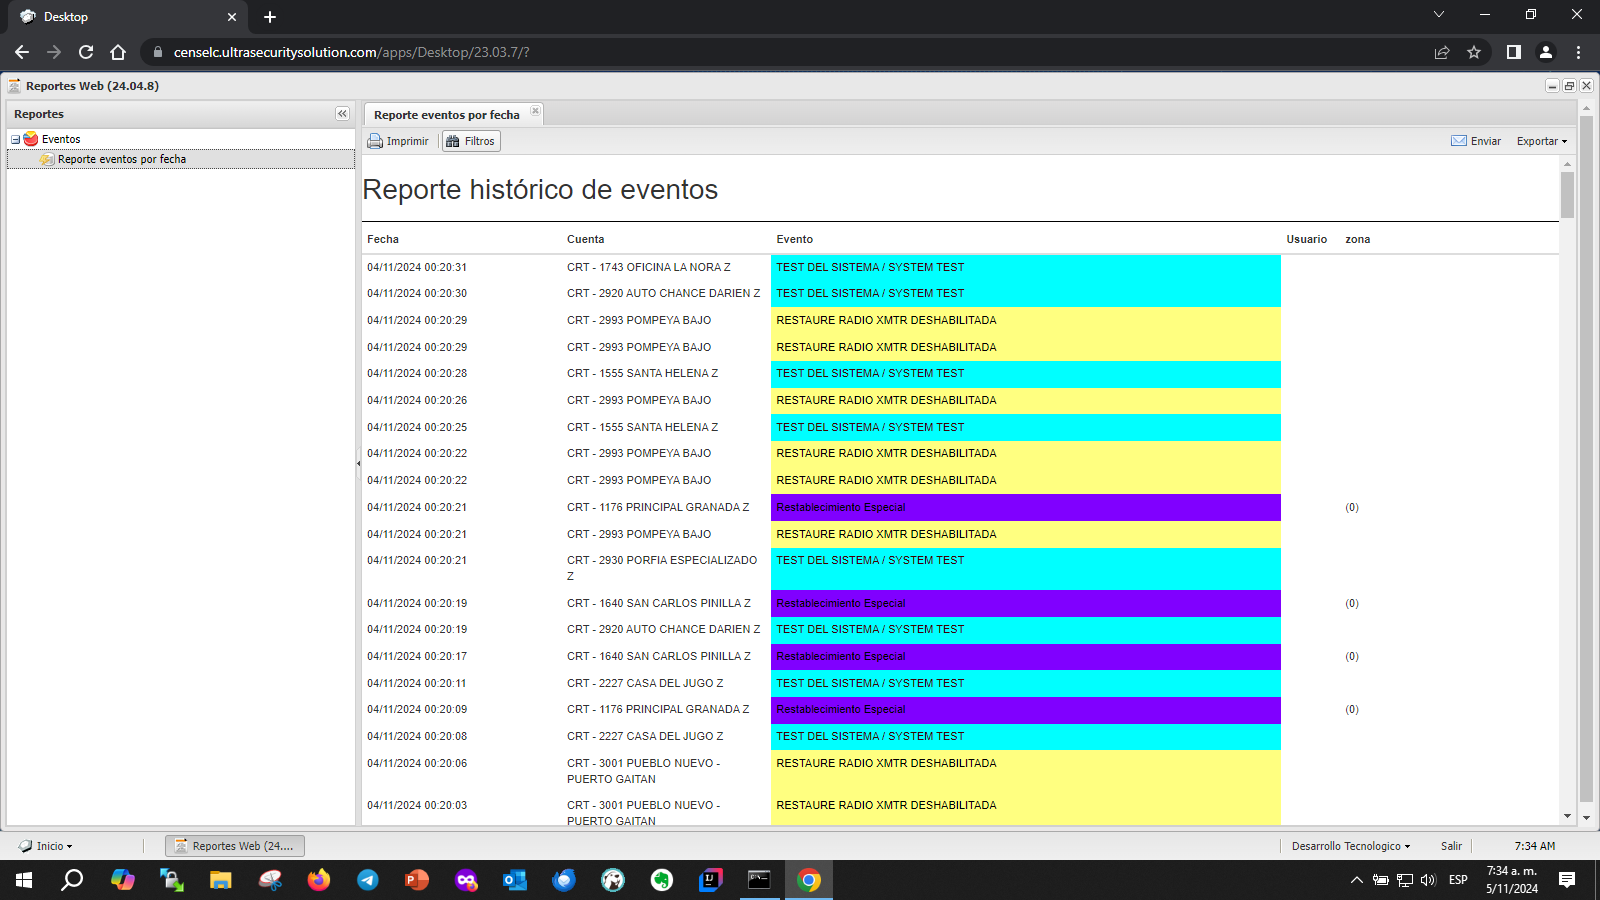 Desktop
censelc.ultrasecuritysolution.com/apps/Desktop/23.03.7/?
Reportes Web (24.04.8)
Reportes
Eventos
Reporte eventos por fecha
Reporte eventos por fecha
Imprimir Filtros Enviar Exportar
Reporte histórico de eventos
Fecha Cuenta Evento Usuario zona
04/11/2024 00:20:31 CRT - 1743 OFICINA LA NORA Z TEST DEL SISTEMA / SYSTEM TEST
04/11/2024 00:20:30 CRT - 2920 AUTO CHANCE DARIEN Z TEST DEL SISTEMA / SYSTEM TEST
04/11/2024 00:20:29 CRT - 2993 POMPEYA BAJO RESTAURE RADIO XMTR DESHABILITADA
04/11/2024 00:20:29 CRT - 2993 POMPEYA BAJO RESTAURE RADIO XMTR DESHABILITADA
04/11/2024 00:20:28 CRT - 1555 SANTA HELENA Z TEST DEL SISTEMA / SYSTEM TEST
04/11/2024 00:20:26 CRT - 2993 POMPEYA BAJO RESTAURE RADIO XMTR DESHABILITADA
04/11/2024 00:20:25 CRT - 1555 SANTA HELENA Z TEST DEL SISTEMA / SYSTEM TEST
04/11/2024 00:20:22 CRT - 2993 POMPEYA BAJO RESTAURE RADIO XMTR DESHABILITADA
04/11/2024 00:20:22 CRT - 2993 POMPEYA BAJO RESTAURE RADIO XMTR DESHABILITADA
04/11/2024 00:20:21 CRT - 1176 PRINCIPAL GRANADA Z Restablecimiento Especial (0)
04/11/2024 00:20:21 CRT - 2993 POMPEYA BAJO RESTAURE RADIO XMTR DESHABILITADA
04/11/2024 00:20:21 CRT - 2930 PORFIA ESPECIALIZADO TEST DEL SISTEMA / SYSTEM TEST
Z
04/11/2024 00:20:19 CRT - 1640 SAN CARLOS PINILLA Z Restablecimiento Especial (0)
04/11/2024 00:20:19 CRT - 2920 AUTO CHANCE DARIEN Z TEST DEL SISTEMA / SYSTEM TEST
04/11/2024 00:20:17 CRT - 1640 SAN CARLOS PINILLA Z Restablecimiento Especial (0)
04/11/2024 00:20:11 CRT - 2227 CASA DEL JUGO Z TEST DEL SISTEMA / SYSTEM TEST
04/11/2024 00:20:09 CRT - 1176 PRINCIPAL GRANADA Z Restablecimiento Especial (0)
04/11/2024 00:20:08 CRT - 2227 CASA DEL JUGO Z TEST DEL SISTEMA / SYSTEM TEST
04/11/2024 00:20:06 CRT - 3001 PUEBLO NUEVO - RESTAURE RADIO XMTR DESHABILITADA
PUERTO GAITAN
04/11/2024 00:20:03 CRT - 3001 PUEBLO NUEVO - RESTAURE RADIO XMTR DESHABILITADA
PUERTO GAITAN
Inicio Reportes Web (24.... Desarrollo Tecnologico Salir 7:34 AM
ESP 7:34 a. m.
5/11/2024